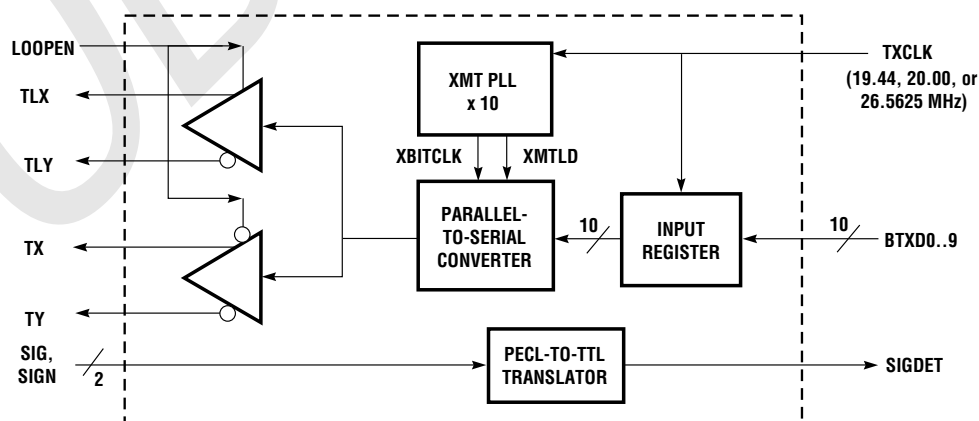 LOOPEN
TLX
TLY
TX
TY
SIG,
SIGN
2
XMT PLL
x 10
XBITCLK
XMTLD
PARALLEL-
TO-SERIAL
CONVERTER
10
INPUT
REGISTER
10
TXCLK
(19.44, 20.00, or
26.5625 MHz)
BTXD0..9
PECL-TO-TTL
TRANSLATOR
SIGDET